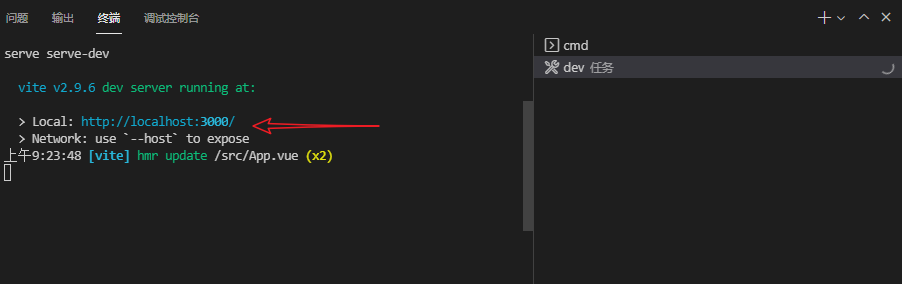 问题 输出 终端 调试控制台
serve serve-dev
cmd
dev 任务
vite v2.9.6 dev server running at:
> Local: http://localhost:3000/
> Network: use `--host` to expose
上午9:23:48 [vite] hmr update /src/App.vue (x2)